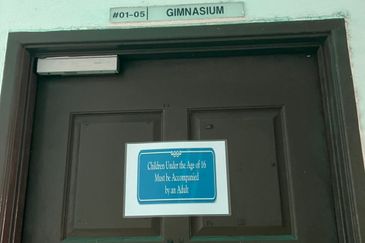 #01-05 GIMNASIUM
Children Under the Age of 16
Must be Accompanied
by an Adult